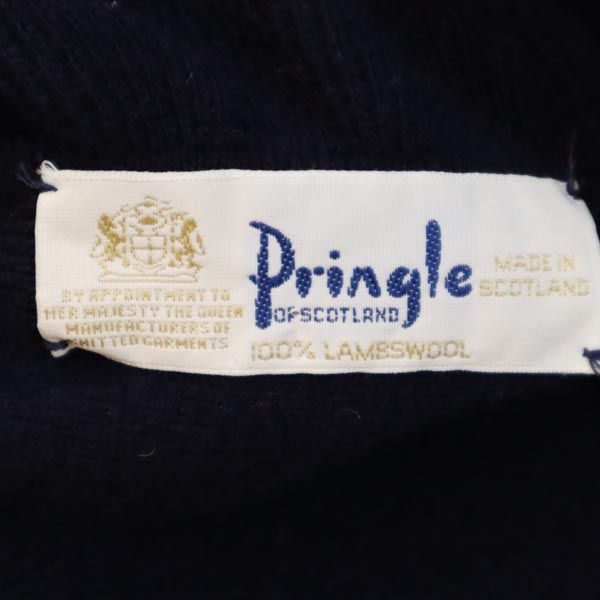 BY APPOINTMENT TO
HER MAJESTY THE QUEEN
MANUFACTURERS OF
KNITTED GARMENTS
Pringle
OF SCOTLAND
100% LAMBSWOOL
MADE IN
SCOTLAND